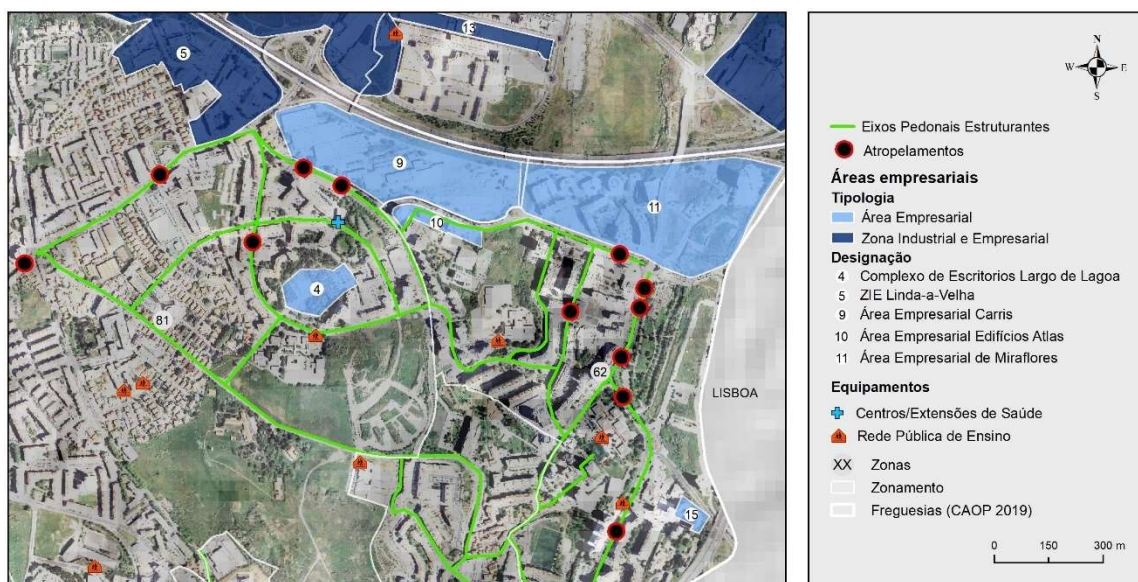 13
5
9
11
10
4
81
62
LISBOA
15
N
W E
S
Eixos Pedonais Estruturantes
Atropelamentos
Áreas empresariais
Tipologia
Área Empresarial
Zona Industrial e Empresarial
Designação
4 Complexo de Escritorios Largo de Lagoa
5 ZIE Linda-a-Velha
9 Área Empresarial Carris
10 Área Empresarial Edifícios Atlas
11 Área Empresarial de Miraflores
Equipamentos
Centros/Extensões de Saúde
Rede Pública de Ensino
XX Zonas
Zonamento
Freguesias (CAOP 2019)
0 150 300 m